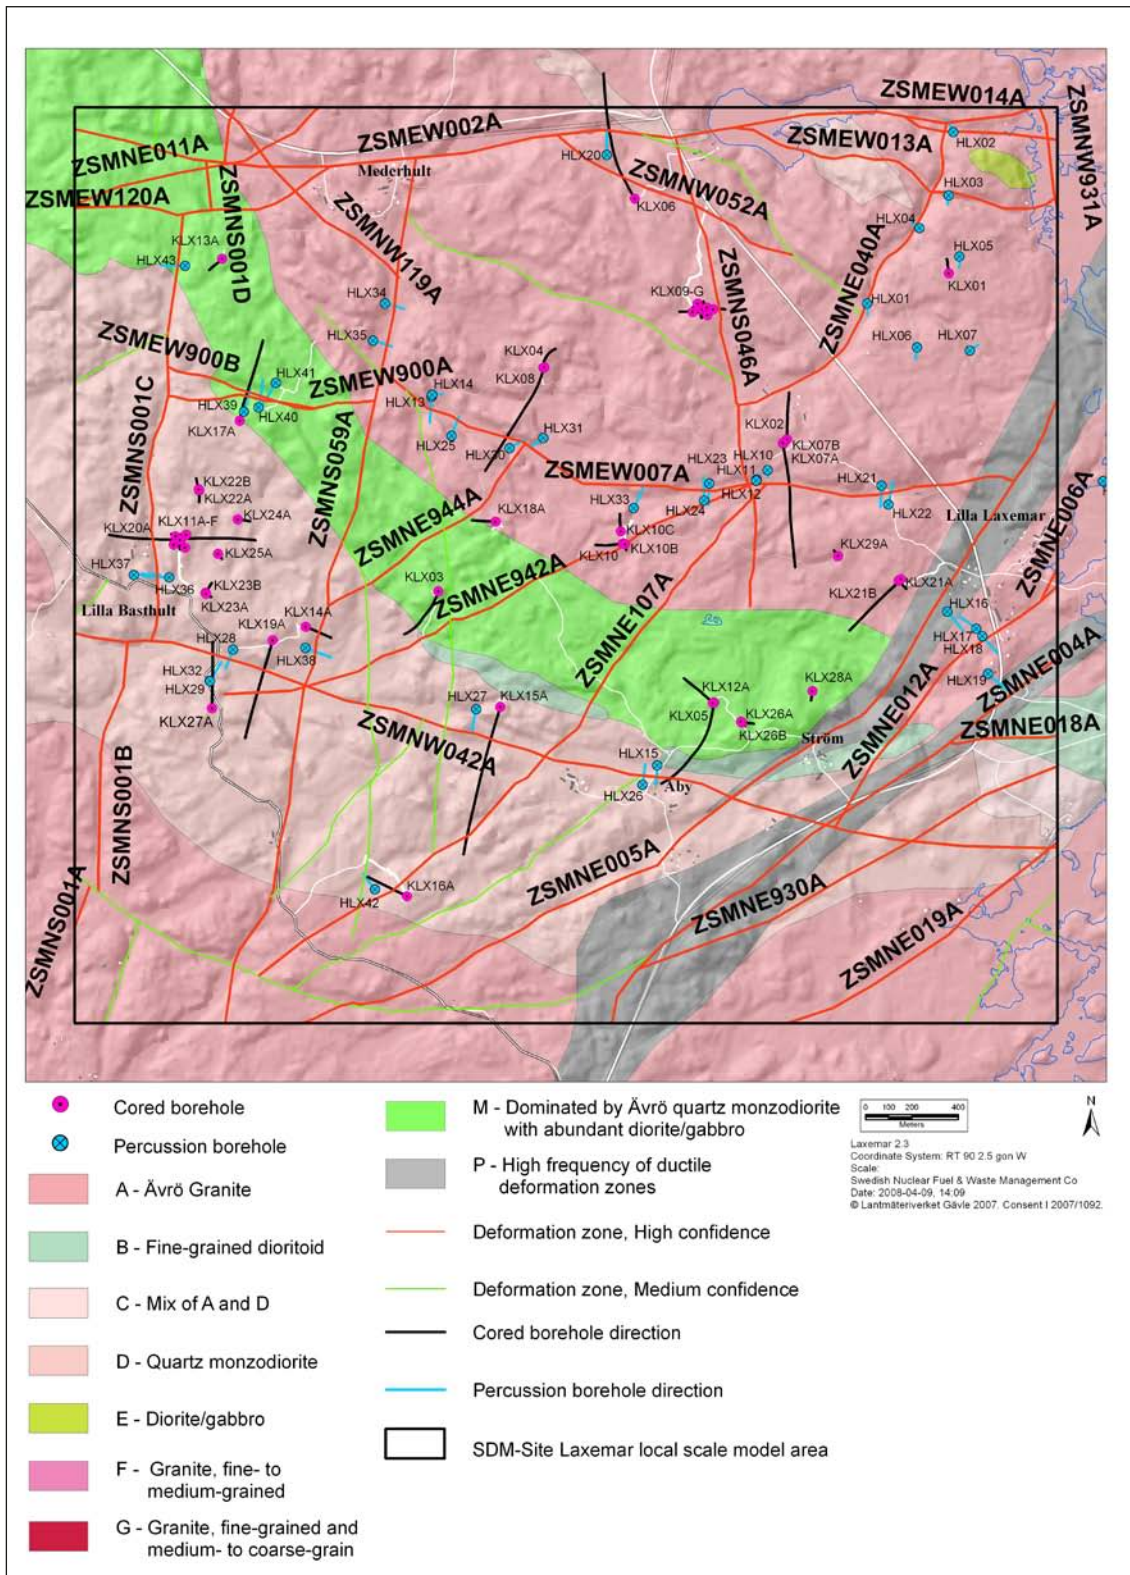 ZSMEW014A
ZSMNW931A
ZSMEW002A
ZSMEW013A
HLX02
ZSMNE011A
HLX20
Mederhult
ZSMNW052A
HLX03
ZSMEW120A
KLX06
ZSMNS001D
HLX04
ZSMNW119A
KLX13A
HLX05
HLX43
ZSMNS046A
ZSMNE040A
KLX01
KLX09-G
HLX34
HLX01
HLX35
HLX06
HLX07
ZSMEW900B
KLX04
KLX08
HLX41
ZSMEW900A
HLX14
HLX13
HLX39
HLX40
ZSMNS001C
KLX17A
KLX02
HLX25
HLX31
HLX30
KLX07B
KLX07A
ZSMNS059A
ZSMEW007A
HLX23
HLX10
HLX11
HLX12
HLX21
KLX22B
KLX22A
HLX33
HLX24
HLX22
Lilla Laxemar
ZSMNE006A
KLX24A
KLX18A
KLX20A
KLX11A-F
ZSMNE944A
KLX10C
KLX10
KLX10B
KLX25A
KLX29A
HLX37
HLX36
KLX03
ZSMNE942A
KLX21A
KLX21B
KLX23B
KLX23A
Lilla Basthult
ZSMNE107A
HLX16
HLX17
HLX18
KLX14A
KLX19A
HLX28
HLX38
HLX32
HLX29
HLX19
ZSMNE004A
KLX27A
HLX27
KLX15A
KLX12A
KLX28A
KLX05
KLX26A
KLX26B
ZSMNE012A
ZSMNE018A
ZSMNS001B
ZSMNW042A
Ström
HLX15
HLX26
Åby
ZSMNE005A
KLX16A
HLX42
ZSMNE930A
ZSMNE019A
ZSMNS001A
Cored borehole
Percussion borehole
A - Ävrö Granite
B - Fine-grained dioritoid
C - Mix of A and D
D - Quartz monzodiorite
E - Diorite/gabbro
F - Granite, fine- to
medium-grained
G - Granite, fine-grained and
medium- to coarse-grain
M - Dominated by Ävrö quartz monzodiorite
with abundant diorite/gabbro
P - High frequency of ductile
deformation zones
Deformation zone, High confidence
Deformation zone, Medium confidence
Cored borehole direction
Percussion borehole direction
SDM-Site Laxemar local scale model area
0 100 200 400
Meters
N
Laxemar 2.3
Coordinate System: RT 90 2.5 gon W
Scale:
Swedish Nuclear Fuel & Waste Management Co
Date: 2008-04-09, 14:09
© Lantmäteriverket Gävle 2007. Consent I 2007/1092.